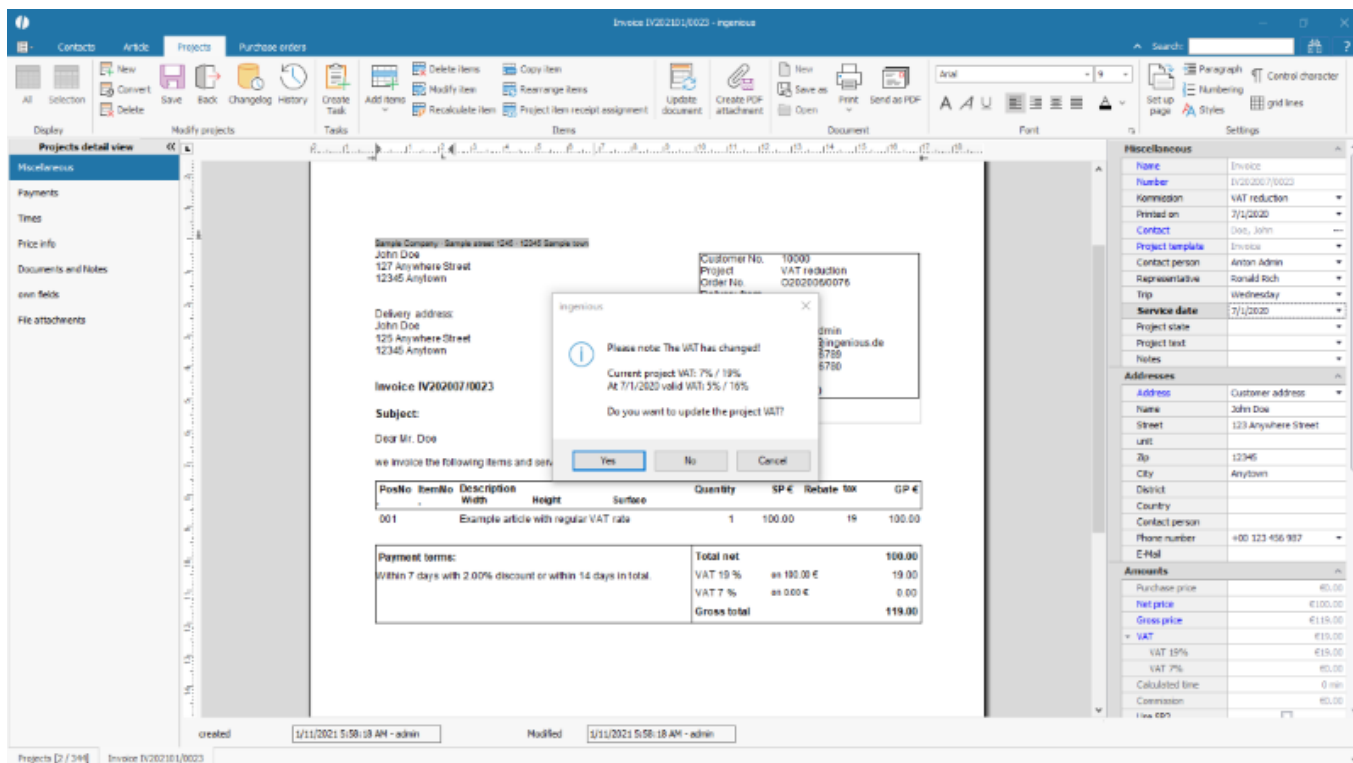 Invoice IV202101/0023 - ingenious
Contacts Article Projects Purchase orders Search: ?
All Selection
New
Convert
Delete
Save Back Changelog History
Create Task
Add items
Delete items
Modify item
Recalculate item
Copy item
Rearrange items
Project item receipt assignment
Update document
Create PDF attachment
New
Save as
Open
Print Send as PDF
Arial 9
A A U A
Set up page
Paragraph
Numbering
Styles
Control character
grid lines
Display Modify projects Tasks Items Document Font Settings
Projects detail view
Miscellaneous
Payments
Times
Price info
Documents and Notes
own fields
File attachments
Sample Company · Sample street 1245 · 12345 Sample town
John Doe
127 Anywhere Street
12345 Anytown
Customer No. 10000
Project VAT reduction
Order No. O202006/0076
Delivery address:
John Doe
125 Anywhere Street
12345 Anytown
dmin
@ingenious.de
6789
6780
)
Invoice IV202007/0023
Subject:
Dear Mr. Doe
we invoice the following items and serv
ingenious
Please note: The VAT has changed!
Current project VAT: 7% / 19%
At 7/1/2020 valid VAT: 5% / 16%
Do you want to update the project VAT?
Yes No Cancel
PosNo ItemNo Description Quantity SP € Rebate tax GP €
. . Width Height Surface
001 Example article with regular VAT rate 1 100.00 19 100.00
Payment terms:
Within 7 days with 2.00% discount or within 14 days in total.
Total net 100.00
VAT 19 % on 100.00 € 19.00
VAT 7 % on 0.00 € 0.00
Gross total 119.00
Miscellaneous
Name Invoice
Number IV202007/0023
Kommission VAT reduction
Printed on 7/1/2020
Contact Doe, John
Project template Invoice
Contact person Anton Admin
Representative Ronald Rich
Trip Wednesday
Service date 7/1/2020
Project state
Project text
Notes
Addresses
Address Customer address
Name John Doe
Street 123 Anywhere Street
unit
Zip 12345
City Anytown
District
Country
Contact person
Phone number +00 123 456 987
E-Mail
Amounts
Purchase price €0.00
Net price €100.00
Gross price €119.00
VAT €19.00
VAT 19% €19.00
VAT 7% €0.00
Calculated time 0 min
Commission €0.00
created 1/11/2021 5:58:18 AM - admin Modified 1/11/2021 5:58:18 AM - admin
Projects [2 / 344] Invoice IV202101/0023